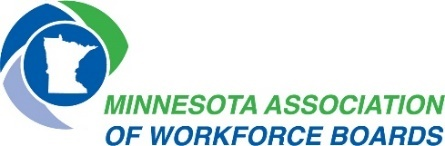 MINNESOTA ASSOCIATION
OF WORKFORCE BOARDS